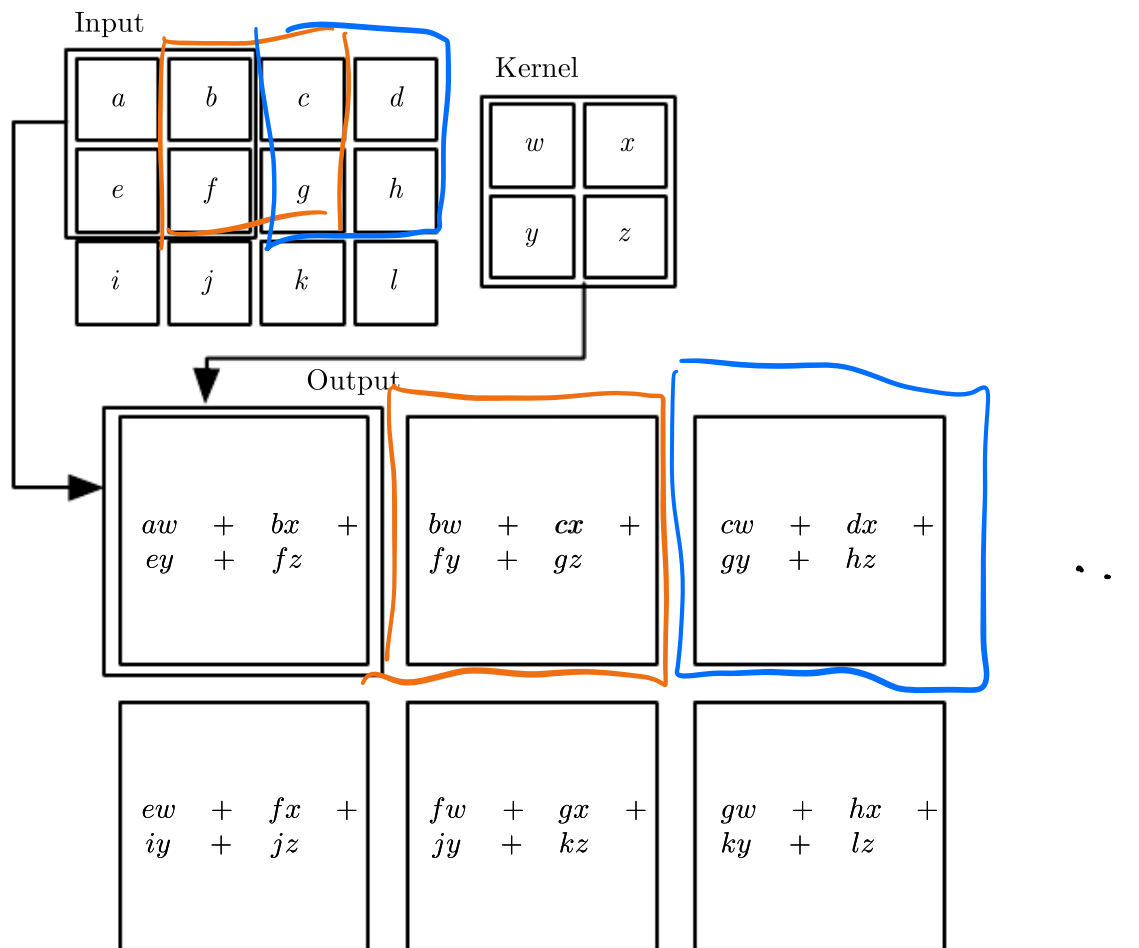 Input
Kernel
a b c d
e f g h
i j k l
w x
y z
Output
aw + bx +
ey + fz
bw + cx +
fy + gz
cw + dx +
gy + hz
ew + fx +
iy + jz
fw + gx +
jy + kz
gw + hx +
ky + lz